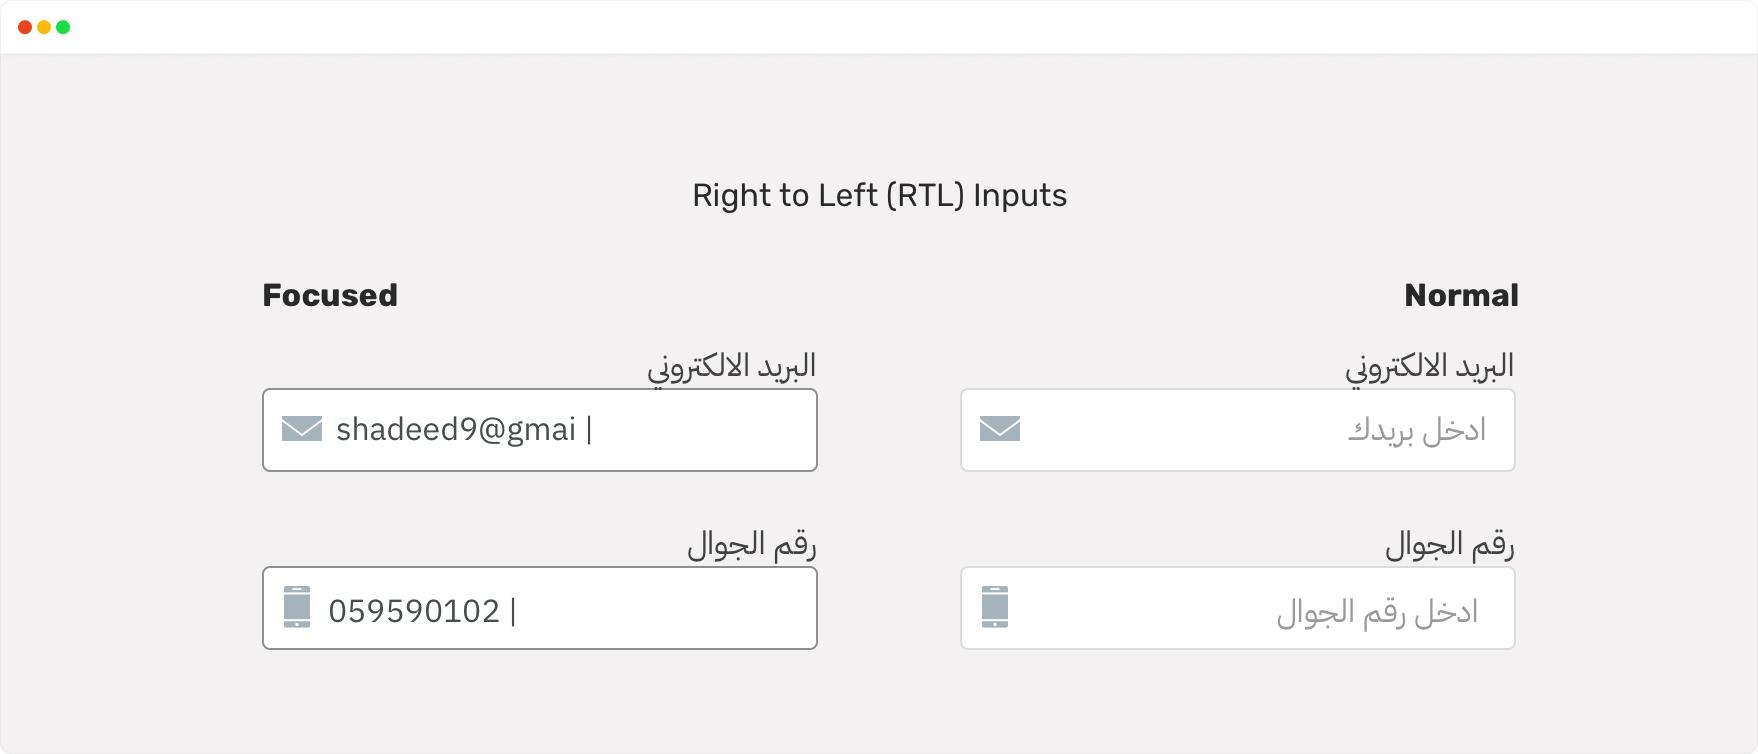 Right to Left (RTL) Inputs
Focused
Normal
البريد الالكتروني
shadeed9@gmai |
رقم الجوال
059590102 |
البريد الالكتروني
ادخل بريدك
رقم الجوال
ادخل رقم الجوال